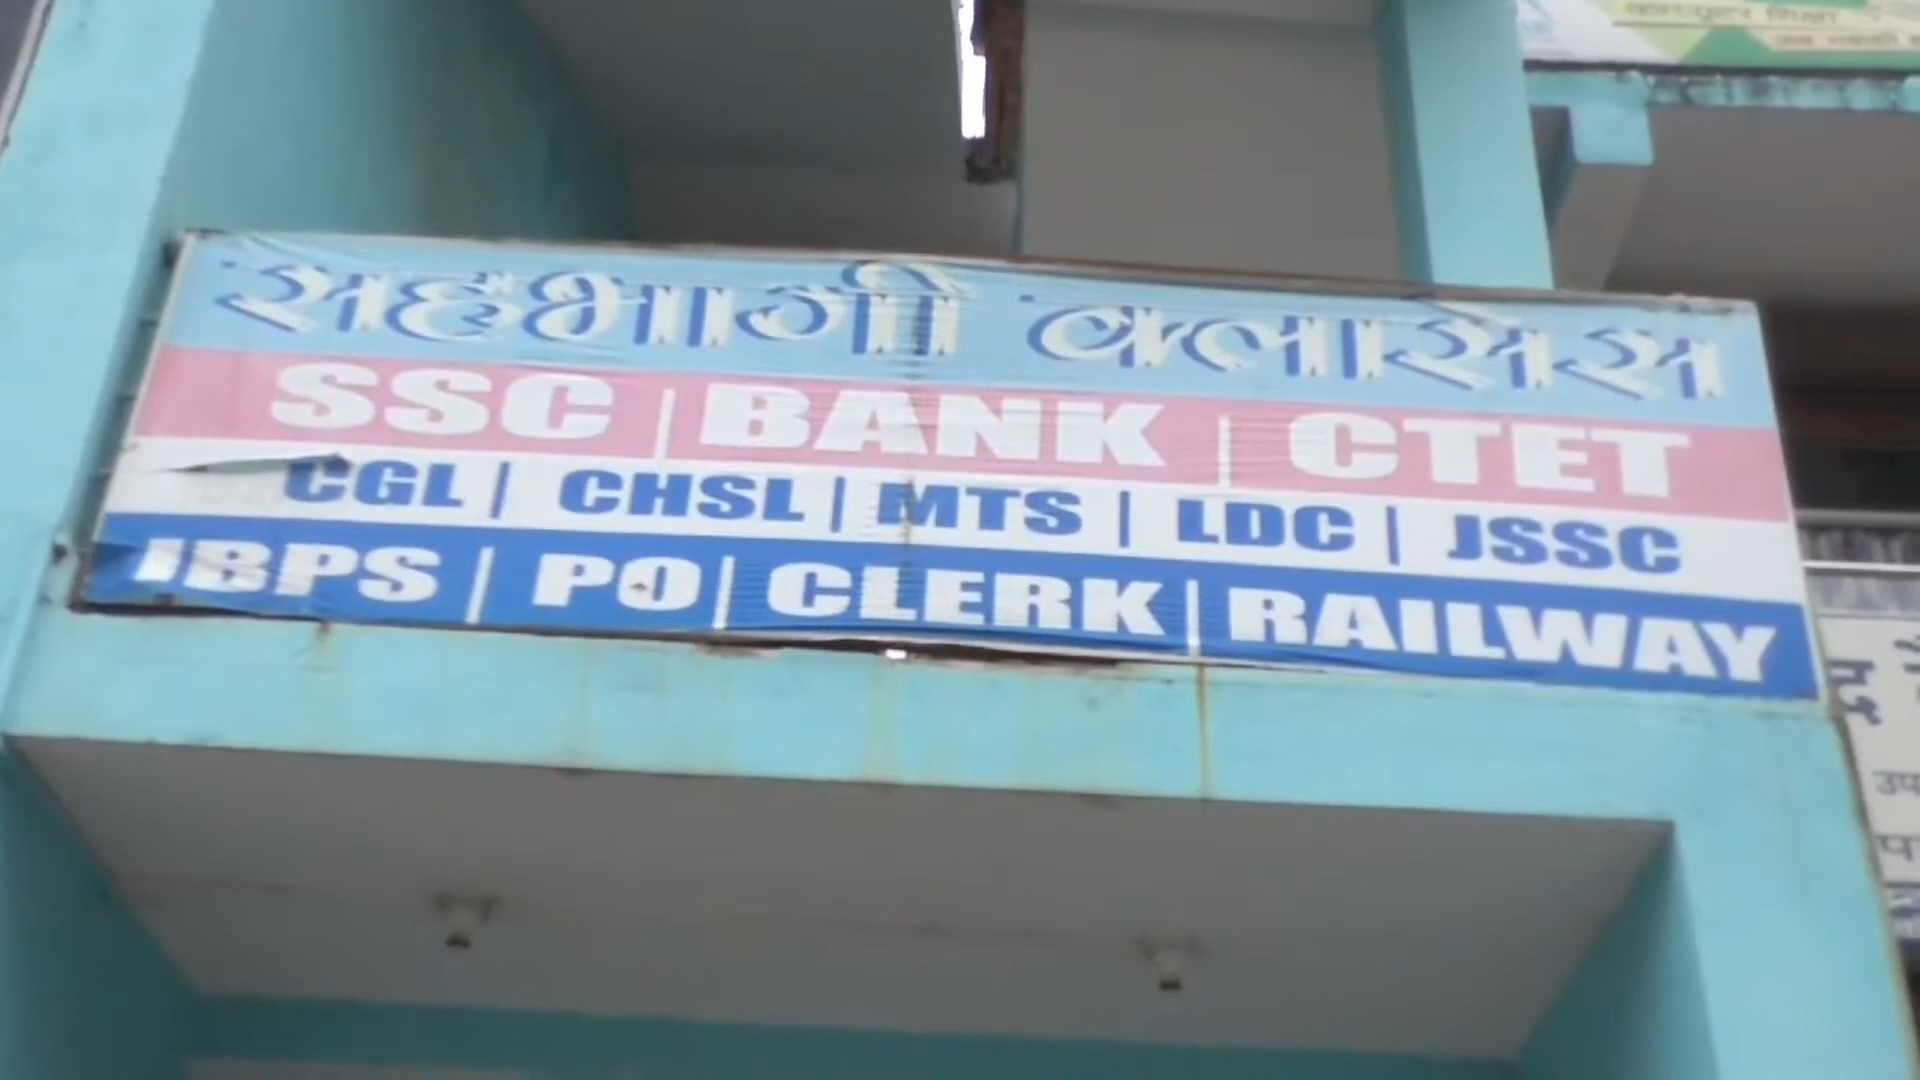 सहभागी क्लासेस
SSC | BANK | CTET
CGL | CHSL | MTS | LDC | JSSC
IBPS | PO | CLERK | RAILWAY